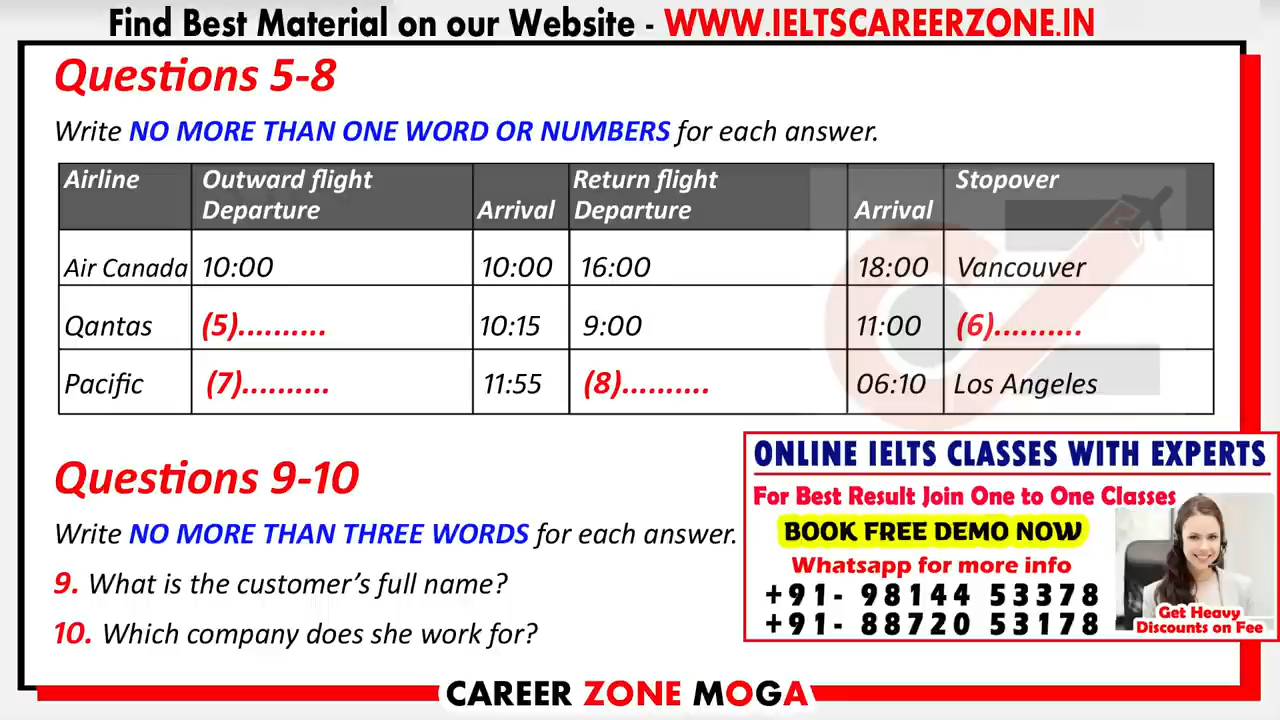 Find Best Material on our Website - WWW.IELTSCAREERZONE.IN
Questions 5-8
Write NO MORE THAN ONE WORD OR NUMBERS for each answer.
Airline Outward flight Departure Arrival Return flight Departure Arrival Stopover
Air Canada 10:00 10:00 16:00 18:00 Vancouver
Qantas (5).......... 10:15 9:00 11:00 (6)..........
Pacific (7).......... 11:55 (8).......... 06:10 Los Angeles
Questions 9-10
Write NO MORE THAN THREE WORDS for each answer.
9. What is the customer's full name?
10. Which company does she work for?
ONLINE IELTS CLASSES WITH EXPERTS
For Best Result Join One to One Classes
BOOK FREE DEMO NOW
Whatsapp for more info
+91- 98144 53378
+91- 88720 53178
Get Heavy
Discounts on Fee
CAREER ZONE MOGA